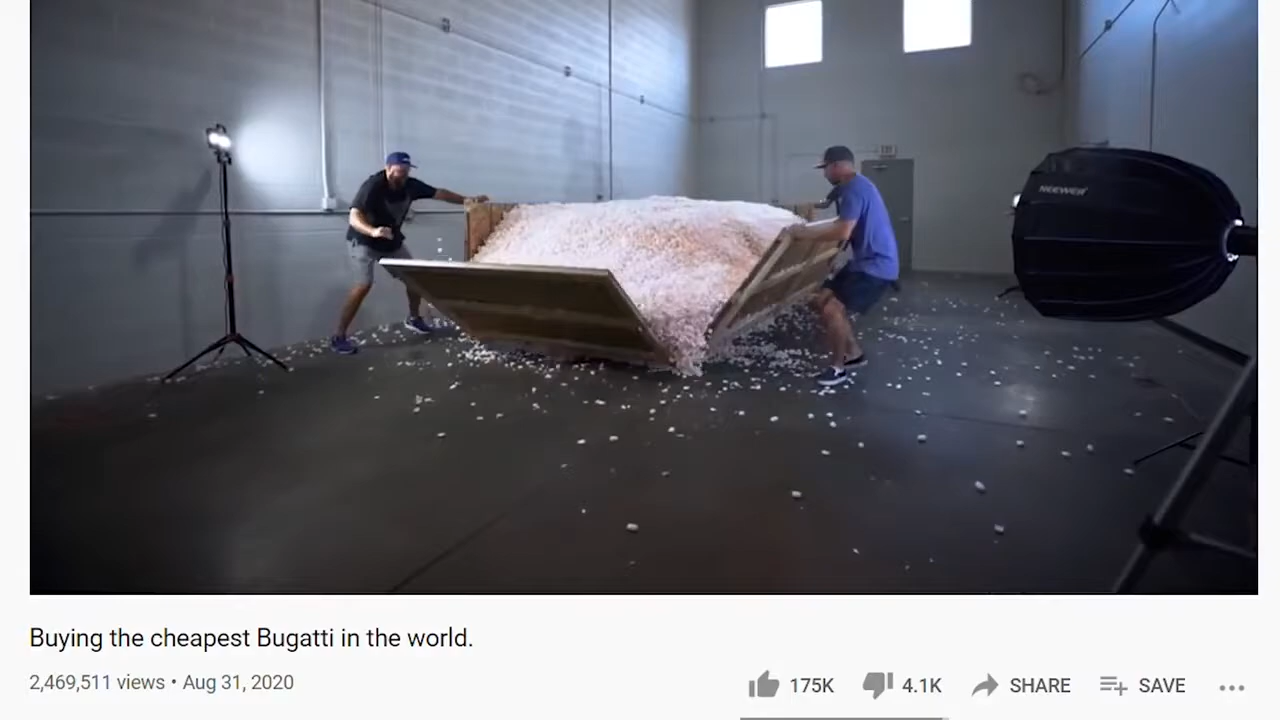 NEEWER
Buying the cheapest Bugatti in the world.
2,469,511 views • Aug 31, 2020
175K 4.1K SHARE SAVE